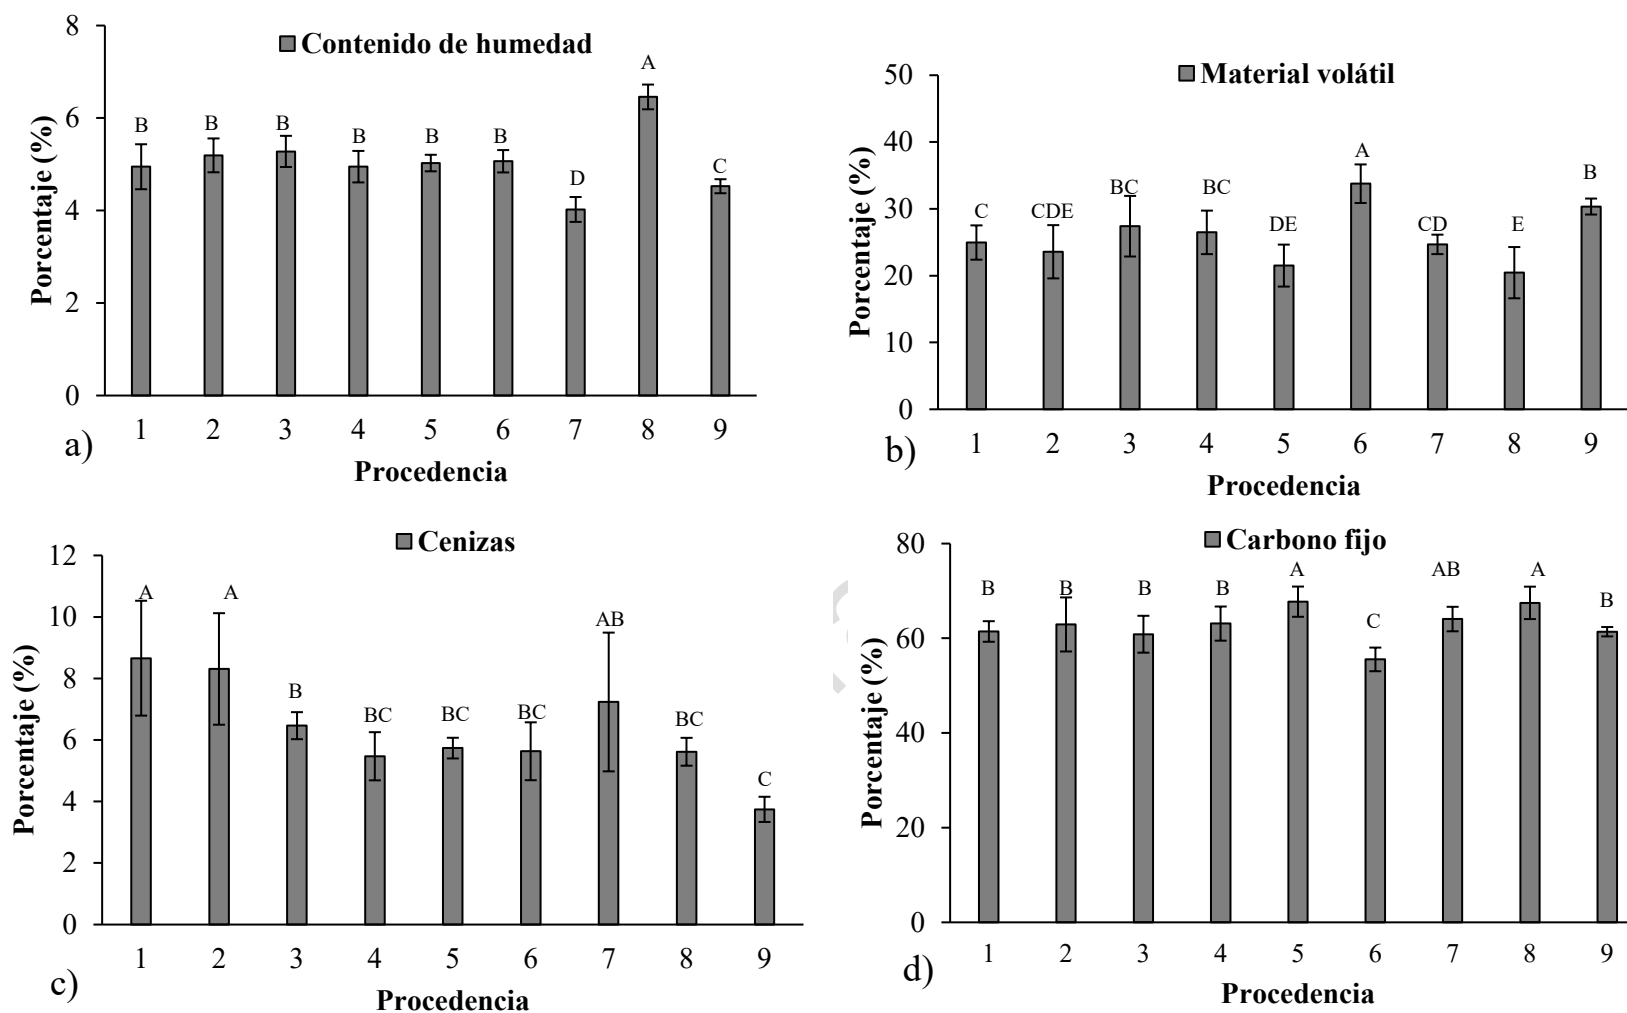 Contenido de humedad
Porcentaje (%)
8
6
4
2
0
B B B B B B D A C
1 2 3 4 5 6 7 8 9
a)
Procedencia
Material volátil
Porcentaje (%)
50
40
30
20
10
0
C CDE BC BC DE A CD E B
1 2 3 4 5 6 7 8 9
b)
Procedencia
Cenizas
Porcentaje (%)
12
10
8
6
4
2
0
A A B BC BC BC AB BC C
1 2 3 4 5 6 7 8 9
c)
Procedencia
Carbono fijo
Porcentaje (%)
80
60
40
20
0
B B B B A C AB A B
1 2 3 4 5 6 7 8 9
d)
Procedencia